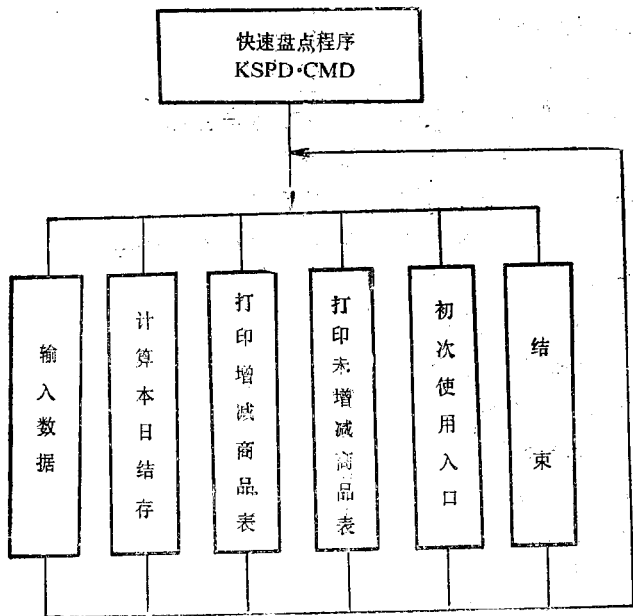 快速盘点程序
KSPD·CMD
输入数据
计算本日结存
打印增减商品表
打印未增减商品表
初次使用入口
结束